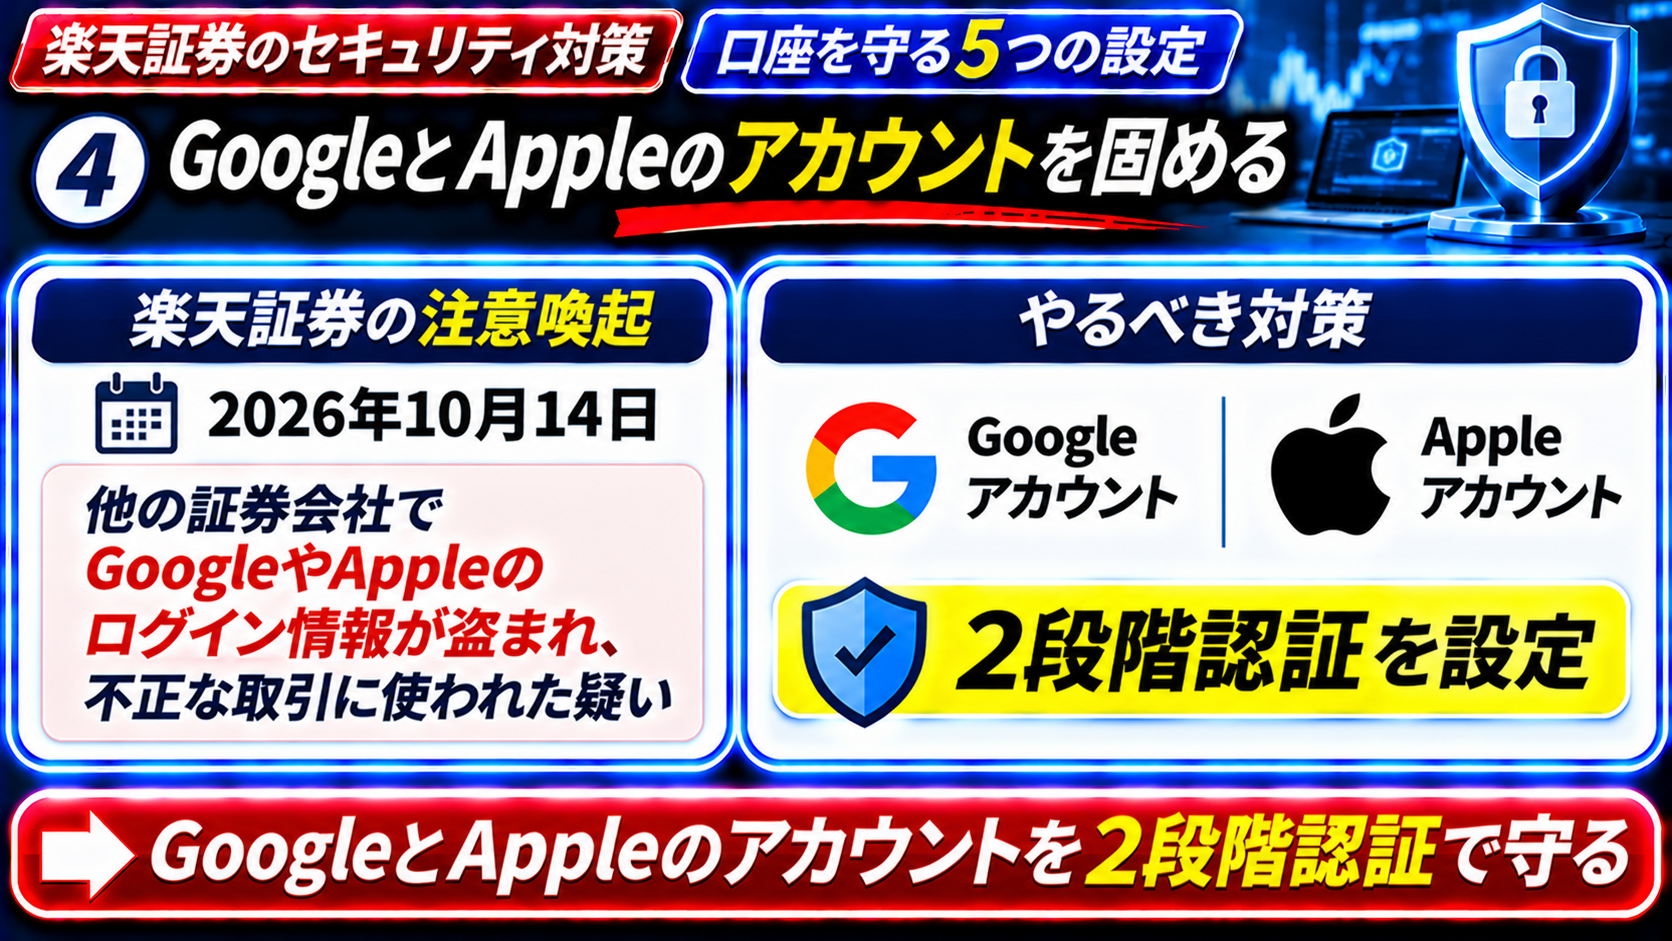 楽天証券のセキュリティ対策
口座を守る5つの設定
4 GoogleとAppleのアカウントを固める
楽天証券の注意喚起
2026年10月14日
他の証券会社で
GoogleやAppleの
ログイン情報が盗まれ、
不正な取引に使われた疑い
やるべき対策
Google
アカウント
Apple
アカウント
2段階認証を設定
GoogleとAppleのアカウントを2段階認証で守る